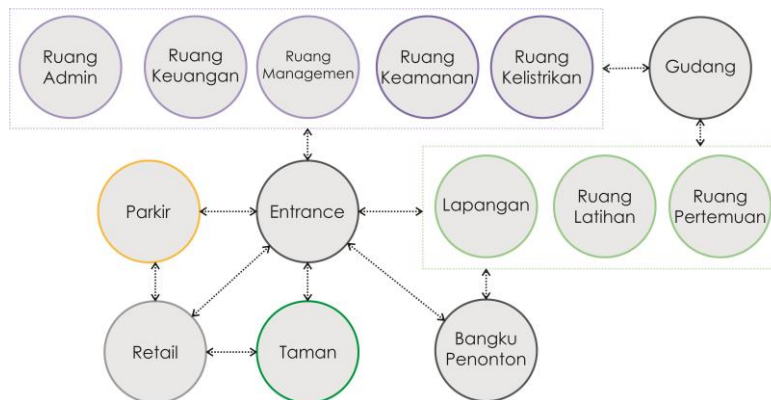 Ruang
Admin
Ruang
Keuangan
Ruang
Managemen
Ruang
Keamanan
Ruang
Kelistrikan
Gudang
Parkir
Entrance
Lapangan
Ruang
Latihan
Ruang
Pertemuan
Retail
Taman
Bangku
Penonton